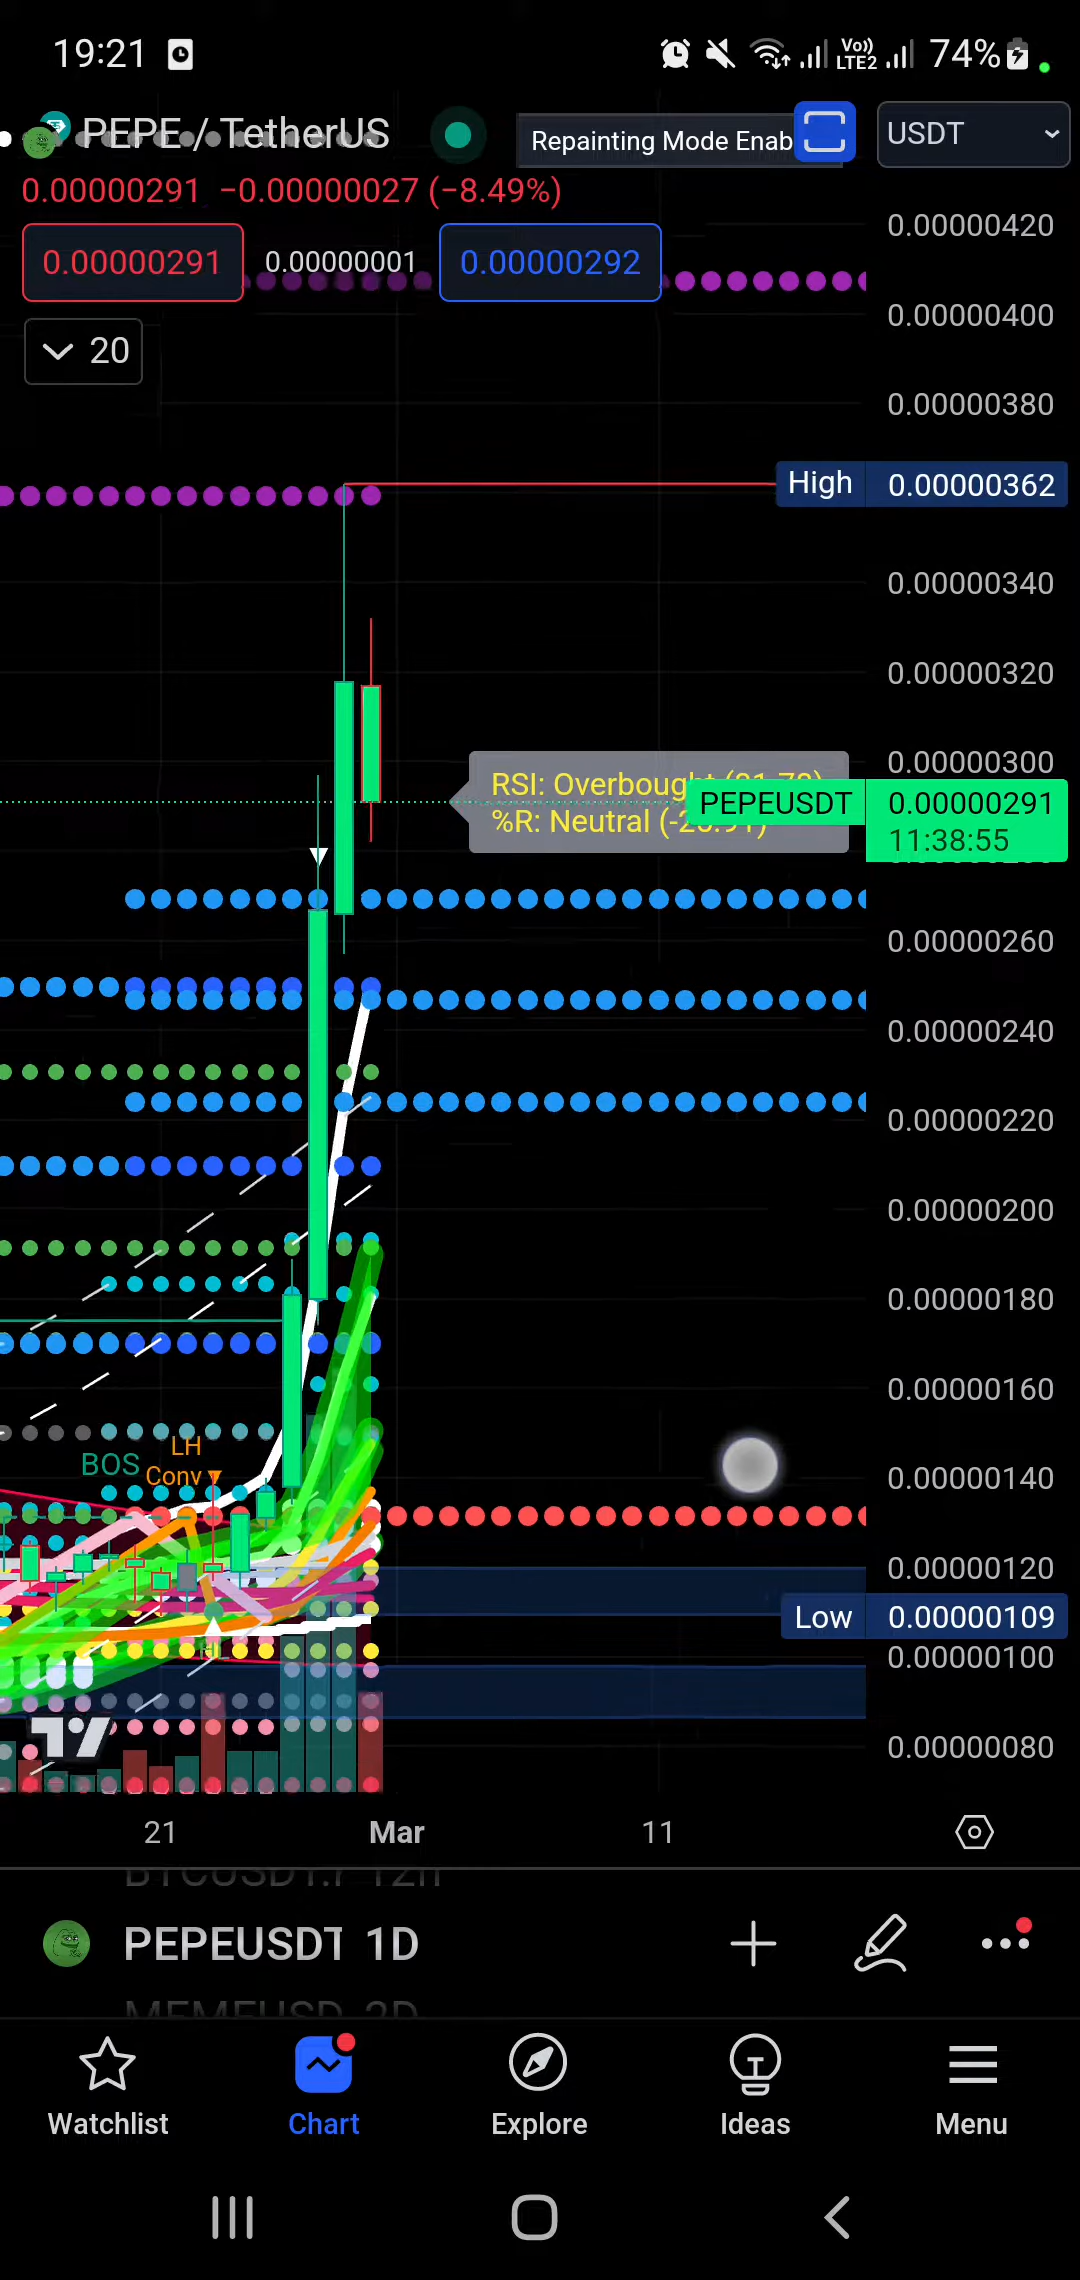 19:21
Vo)) LTE2 74%
PEPE / TetherUS
Repainting Mode Enab
USDT
0.00000291 −0.00000027 (−8.49%)
0.00000291 0.00000001 0.00000292
20
0.00000420
0.00000400
0.00000380
High 0.00000362
0.00000340
0.00000320
0.00000300
RSI: Overbought
%R: Neutral
PEPEUSDT 0.00000291
11:38:55
0.00000260
0.00000240
0.00000220
0.00000200
0.00000180
0.00000160
LH
BOS Conv
0.00000140
0.00000120
Low 0.00000109
0.00000100
HL
0.00000080
21 Mar 11
PEPEUSDT 1D
Watchlist Chart Explore Ideas Menu